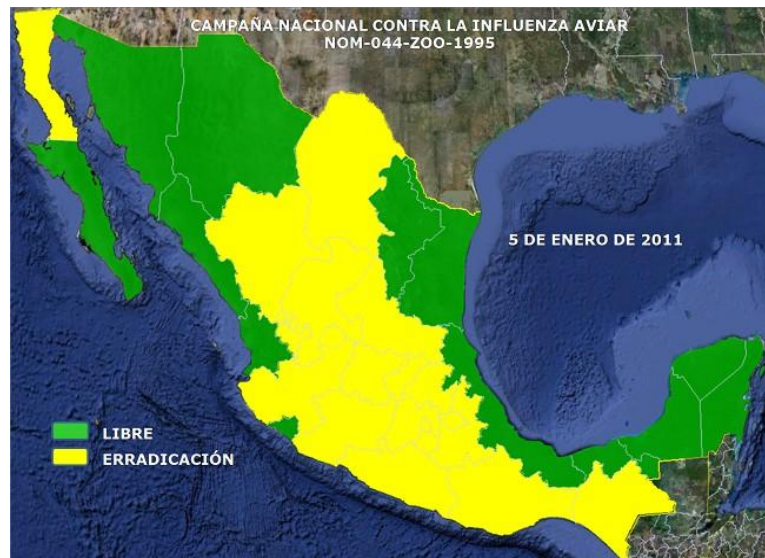 CAMPAÑA NACIONAL CONTRA LA INFLUENZA AVIAR
NOM-044-ZOO-1995
5 DE ENERO DE 2011
LIBRE
ERRADICACIÓN